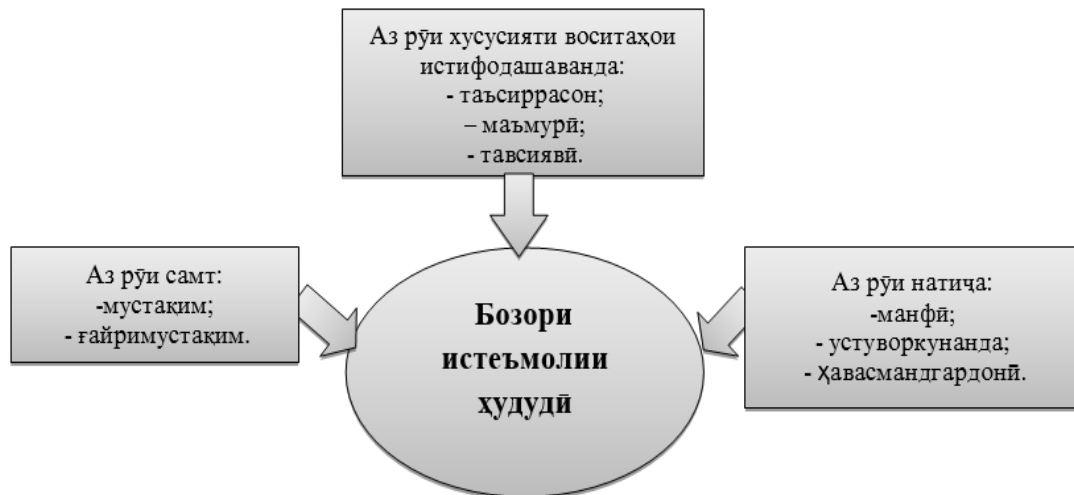 Аз рӯи хусусияти воситаҳои
истифодашаванда:
- таъсиррасон;
– маъмурӣ;
- тавсиявӣ.
Аз рӯи самт:
-мустақим;
- ғайримустақим.
Бозори
истеъмолии
ҳудудӣ
Аз рӯи натиҷа:
-манфӣ;
- устуворкунанда;
- ҳавасмандгардонӣ.